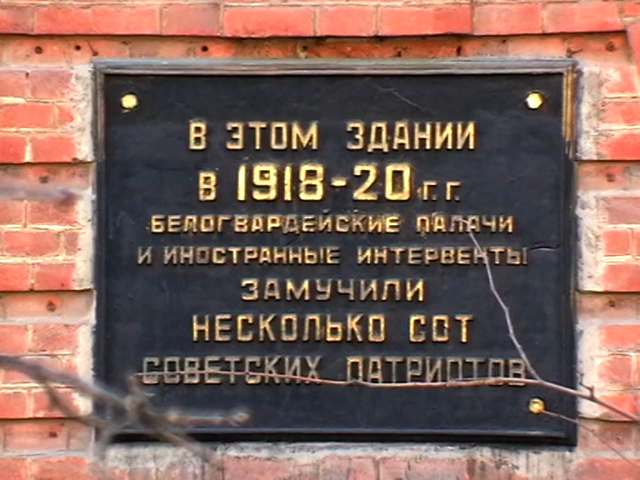 В ЭТОМ ЗДАНИИ
В 1918-20 г. г.
БЕЛОГВАРДЕЙСКИЕ ПАЛАЧИ
И ИНОСТРАННЫЕ ИНТЕРВЕНТЫ
ЗАМУЧИЛИ
НЕСКОЛЬКО СОТ
СОВЕТСКИХ ПАТРИОТОВ